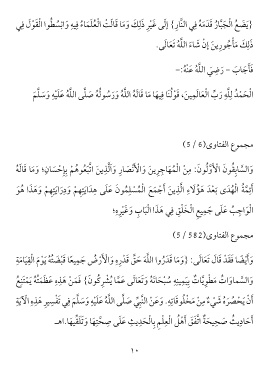 {يَضَعُ الْجَبَّارُ قَدَمَهُ فِي النَّارِ} إلَى غَيْرِ ذَلِكَ وَمَا قَالَتْ الْعُلَمَاءُ فِيهِ وَابْسُطُوا الْقَوْلَ فِي
ذَلِكَ مَأْجُورِينَ إنْ شَاءَ اللَّهُ تَعَالَى.
فَأَجَابَ - رَضِيَ اللَّهُ عَنْهُ:-
الْحَمْدُ لِلَّهِ رَبِّ الْعَالَمِينَ، قَوْلُنَا فِيهَا مَا قَالَهُ اللَّهُ وَرَسُولُهُ صَلَّى اللَّهُ عَلَيْهِ وَسَلَّمَ
مجموع الفتاوى(6 / 5)
وَالسَّابِقُونَ الْأَوَّلُونَ: مِنْ الْمُهَاجِرِينَ وَالْأَنْصَارِ وَاَلَّذِينَ اتَّبَعُوهُمْ بِإِحْسَانِ؛ وَمَا قَالَهُ
أَئِمَّةُ الْهُدَى بَعْدَ هَؤُلَاءِ الَّذِينَ أَجْمَعَ الْمُسْلِمُونَ عَلَى هِدَايَتِهِمْ وَدِرَايَتِهِمْ وَهَذَا هُوَ
الْوَاجِبُ عَلَى جَمِيعِ الْخَلْقِ فِي هَذَا الْبَابِ وَغَيْرِهِ؛
مجموع الفتاوى(582 / 5)
وَأَيْضًا فَقَدْ قَالَ تَعَالَى: {وَمَا قَدَرُوا اللَّهَ حَقَّ قَدْرِهِ وَالْأَرْضُ جَمِيعًا قَبْضَتُهُ يَوْمَ الْقِيَامَةِ
وَالسَّماوَاتُ مَطْوِيَّاتٌ بِيَمِينِهِ سُبْحَانَهُ وَتَعَالَى عَمَّا يُشْرِكُونَ} فَمَنْ هَذِهِ عَظَمَتُهُ يَمْتَنِعُ
أَنْ يَحْصُرَهُ شَيْءٌ مِنْ مَخْلُوقَاتِهِ. وَعَنْ النَّبِيِّ صَلَّى اللَّهُ عَلَيْهِ وَسَلَّمَ فِي تَفْسِيرِ هَذِهِ الْآيَةِ
أَحَادِيثُ صَحِيحَةٌ اتَّفَقَ أَهْلُ الْعِلْمِ بِالْحَدِيثِ عَلَى صِحَّتِهَا وَتَلَقِّيهَا.اهـ
١٠